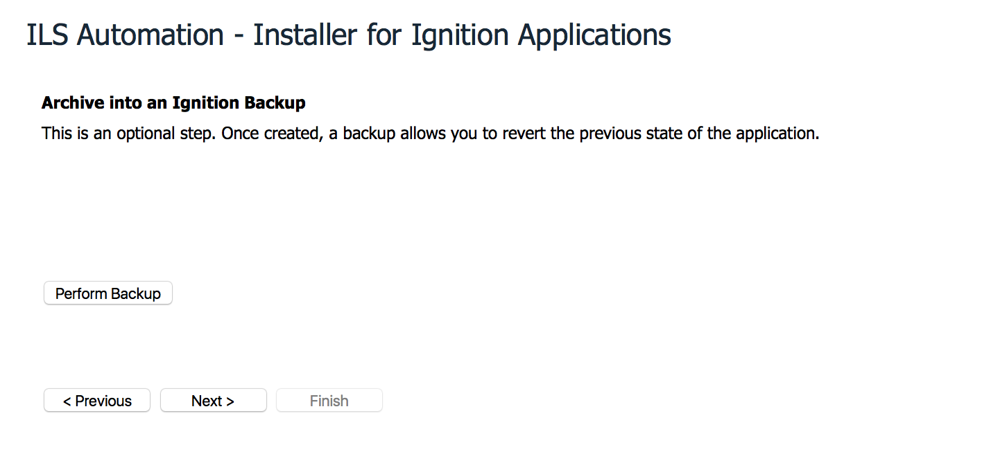 ILS Automation - Installer for Ignition Applications
Archive into an Ignition Backup
This is an optional step. Once created, a backup allows you to revert the previous state of the application.
Perform Backup
< Previous
Next >
Finish